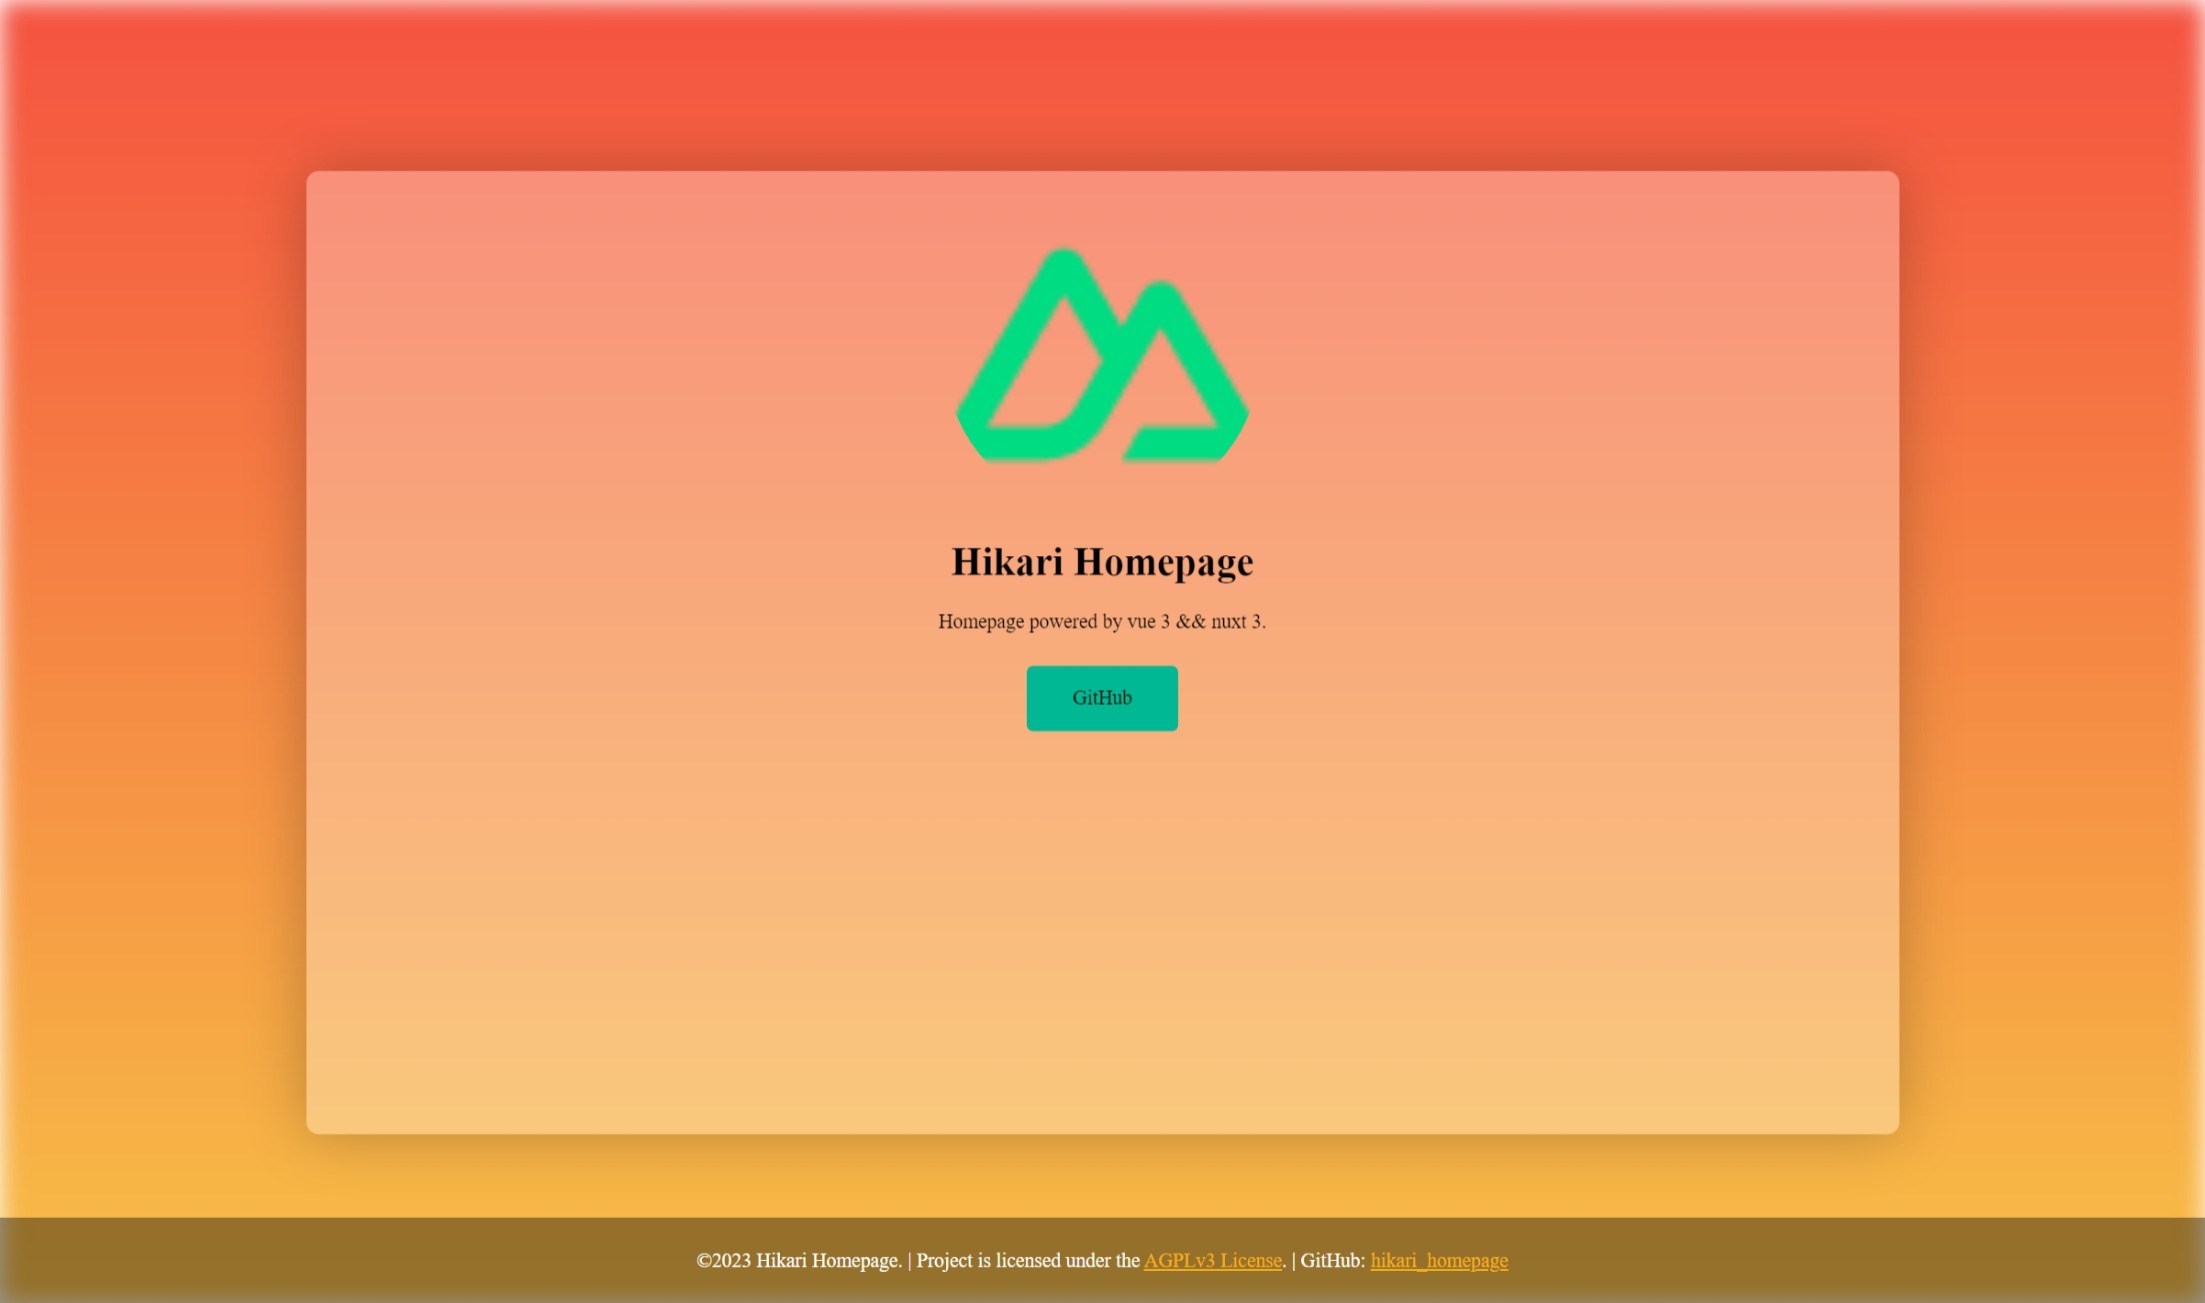 Hikari Homepage
Homepage powered by vue 3 && nuxt 3.
GitHub
©2023 Hikari Homepage. | Project is licensed under the AGPLv3 License. | GitHub: hikari_homepage